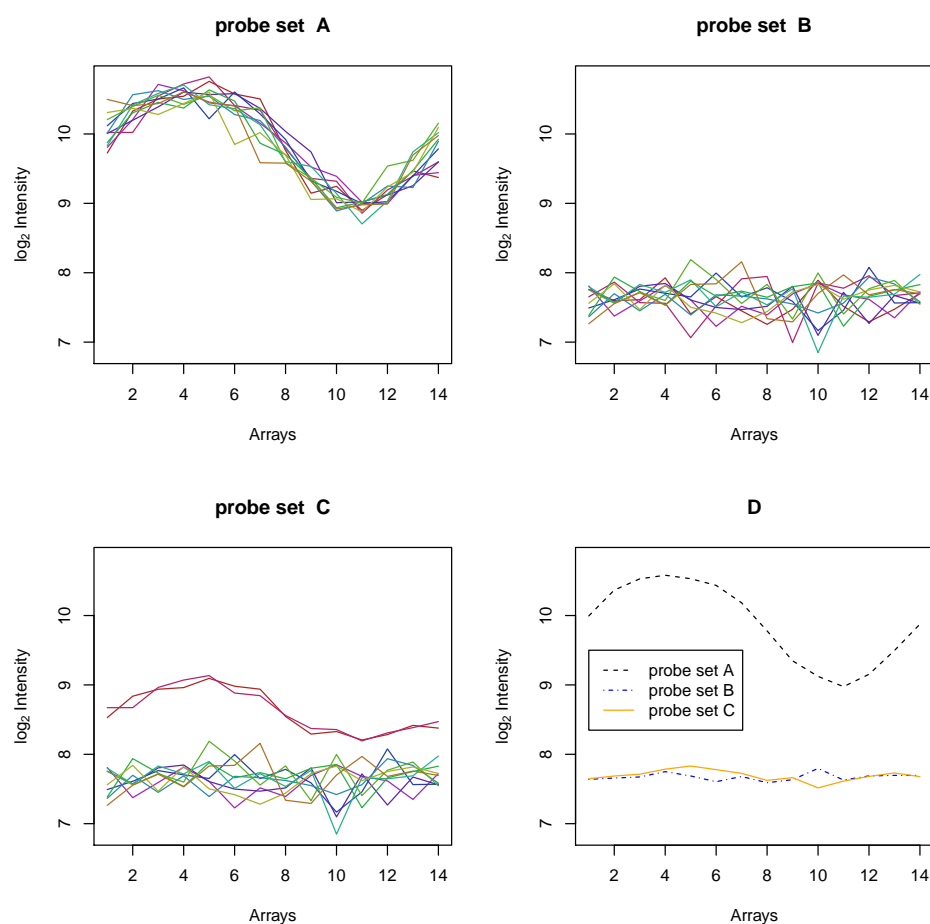 probe set A
log2 Intensity
10
9
8
7
2 4 6 8 10 12 14
Arrays
probe set B
log2 Intensity
10
9
8
7
2 4 6 8 10 12 14
Arrays
probe set C
log2 Intensity
10
9
8
7
2 4 6 8 10 12 14
Arrays
D
log2 Intensity
10
9
8
7
probe set A
probe set B
probe set C
2 4 6 8 10 12 14
Arrays